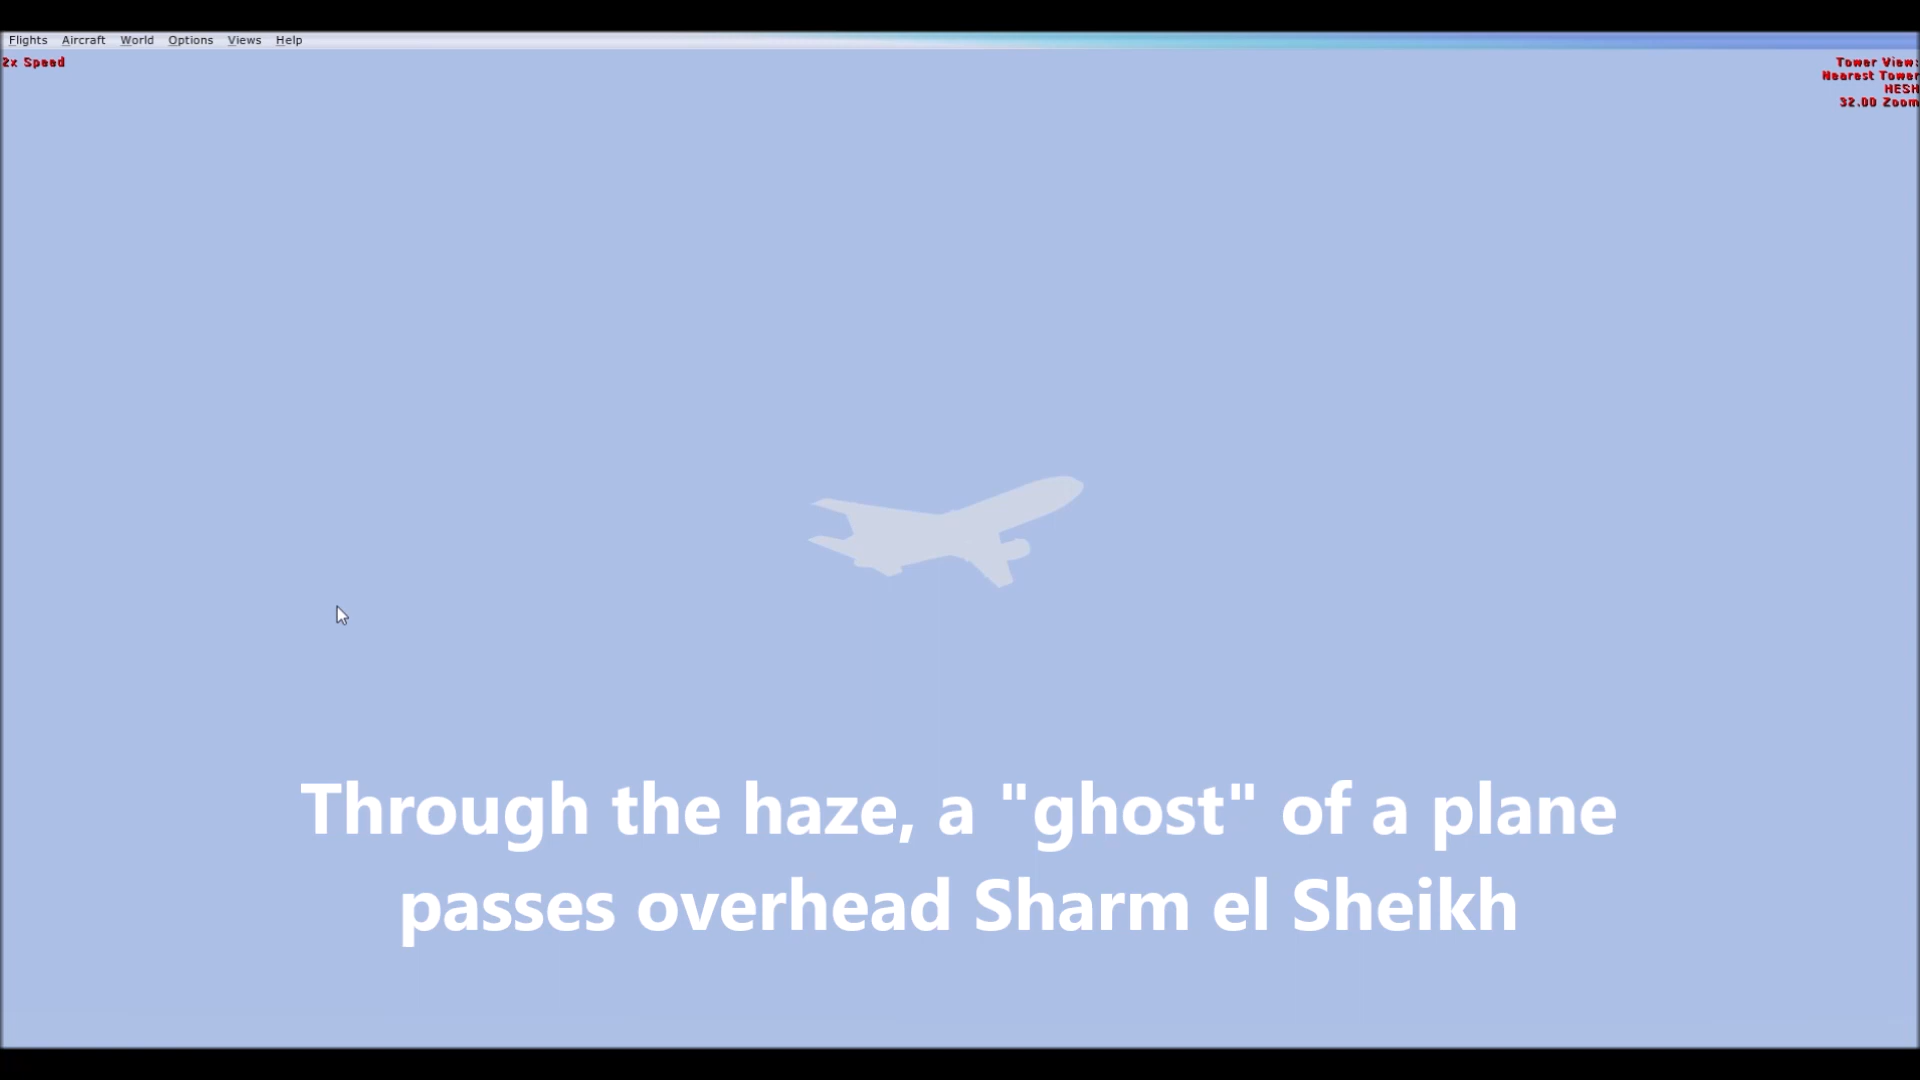 Flights Aircraft World Options Views Help
2x Speed
Tower View:
Nearest Tower
HESH
32.00 Zoom
Through the haze, a "ghost" of a plane
passes overhead Sharm el Sheikh